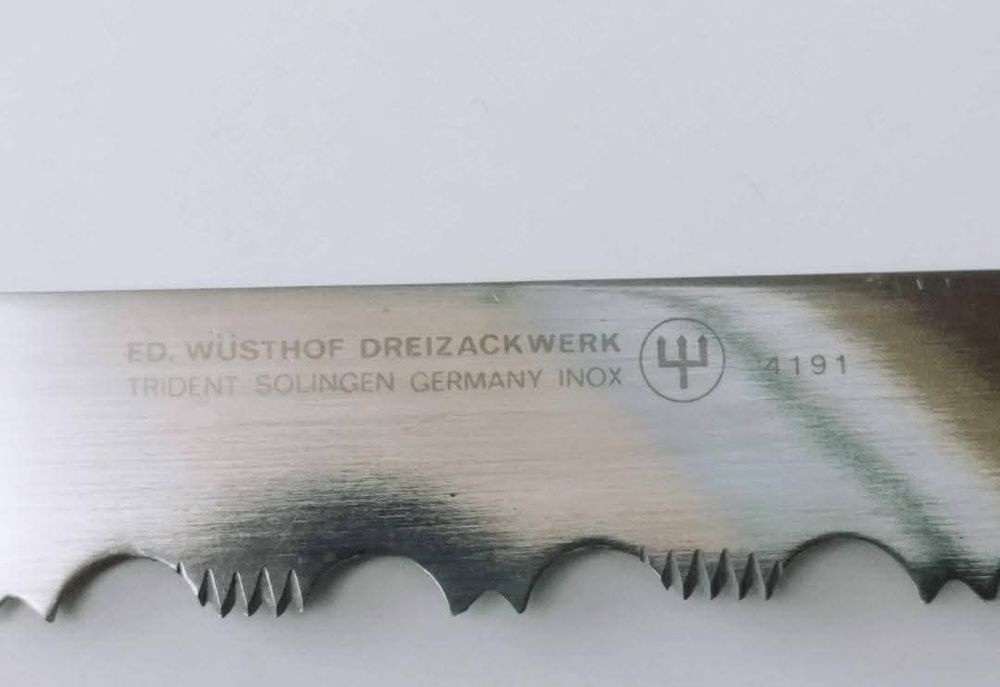 ED. WÜSTHOF DREIZACKWERK
TRIDENT SOLINGEN GERMANY INOX
4191